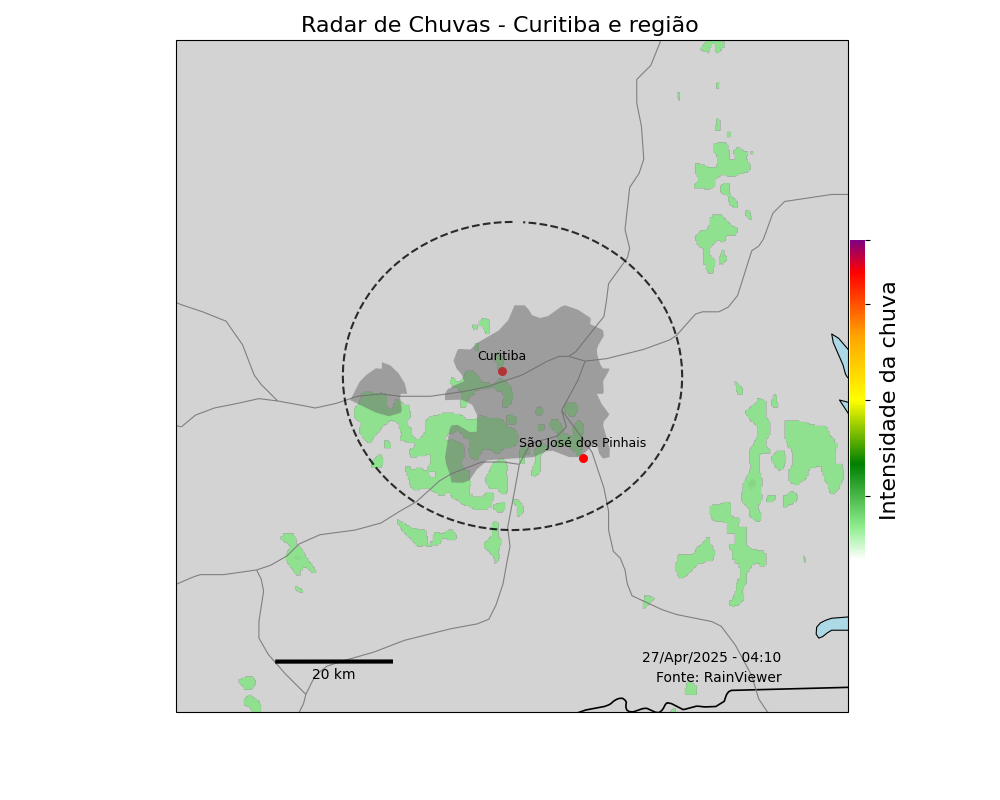 Radar de Chuvas - Curitiba e região
Curitiba
São José dos Pinhais
Intensidade da chuva
27/Apr/2025 - 04:10
Fonte: RainViewer
20 km